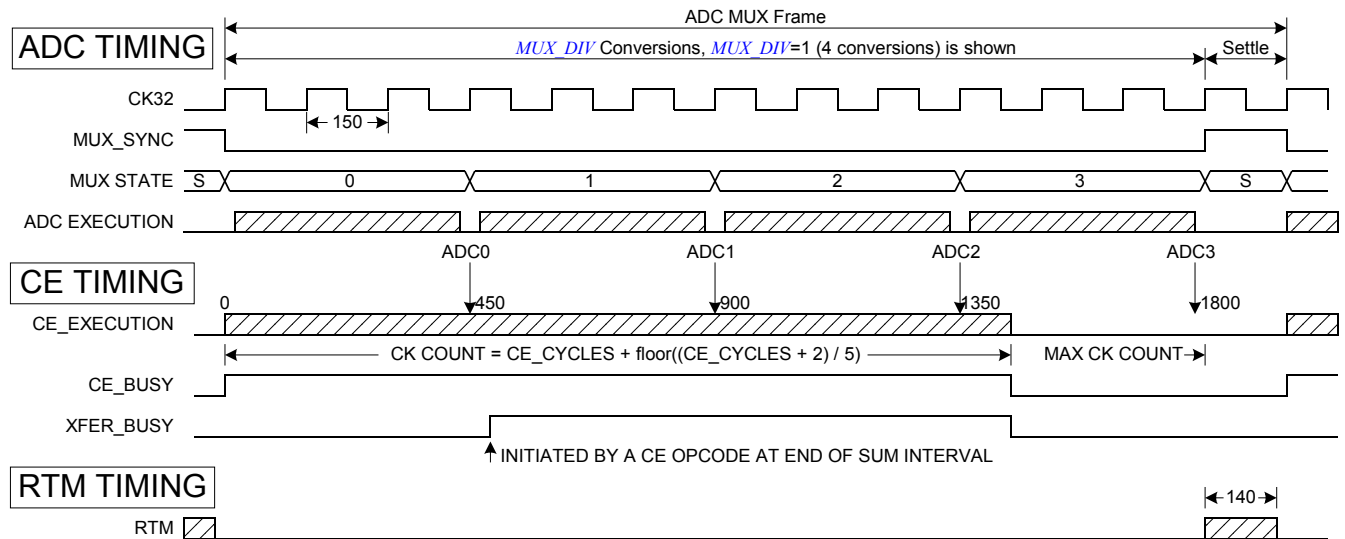 ADC MUX Frame
ADC TIMING
MUX_DIV Conversions, MUX_DIV=1 (4 conversions) is shown
Settle
CK32
150
MUX_SYNC
MUX STATE
S
0
1
2
3
S
ADC EXECUTION
ADC0
ADC1
ADC2
ADC3
CE TIMING
0
450
900
1350
1800
CE_EXECUTION
CK COUNT = CE_CYCLES + floor((CE_CYCLES + 2) / 5)
MAX CK COUNT
CE_BUSY
XFER_BUSY
INITIATED BY A CE OPCODE AT END OF SUM INTERVAL
RTM TIMING
140
RTM